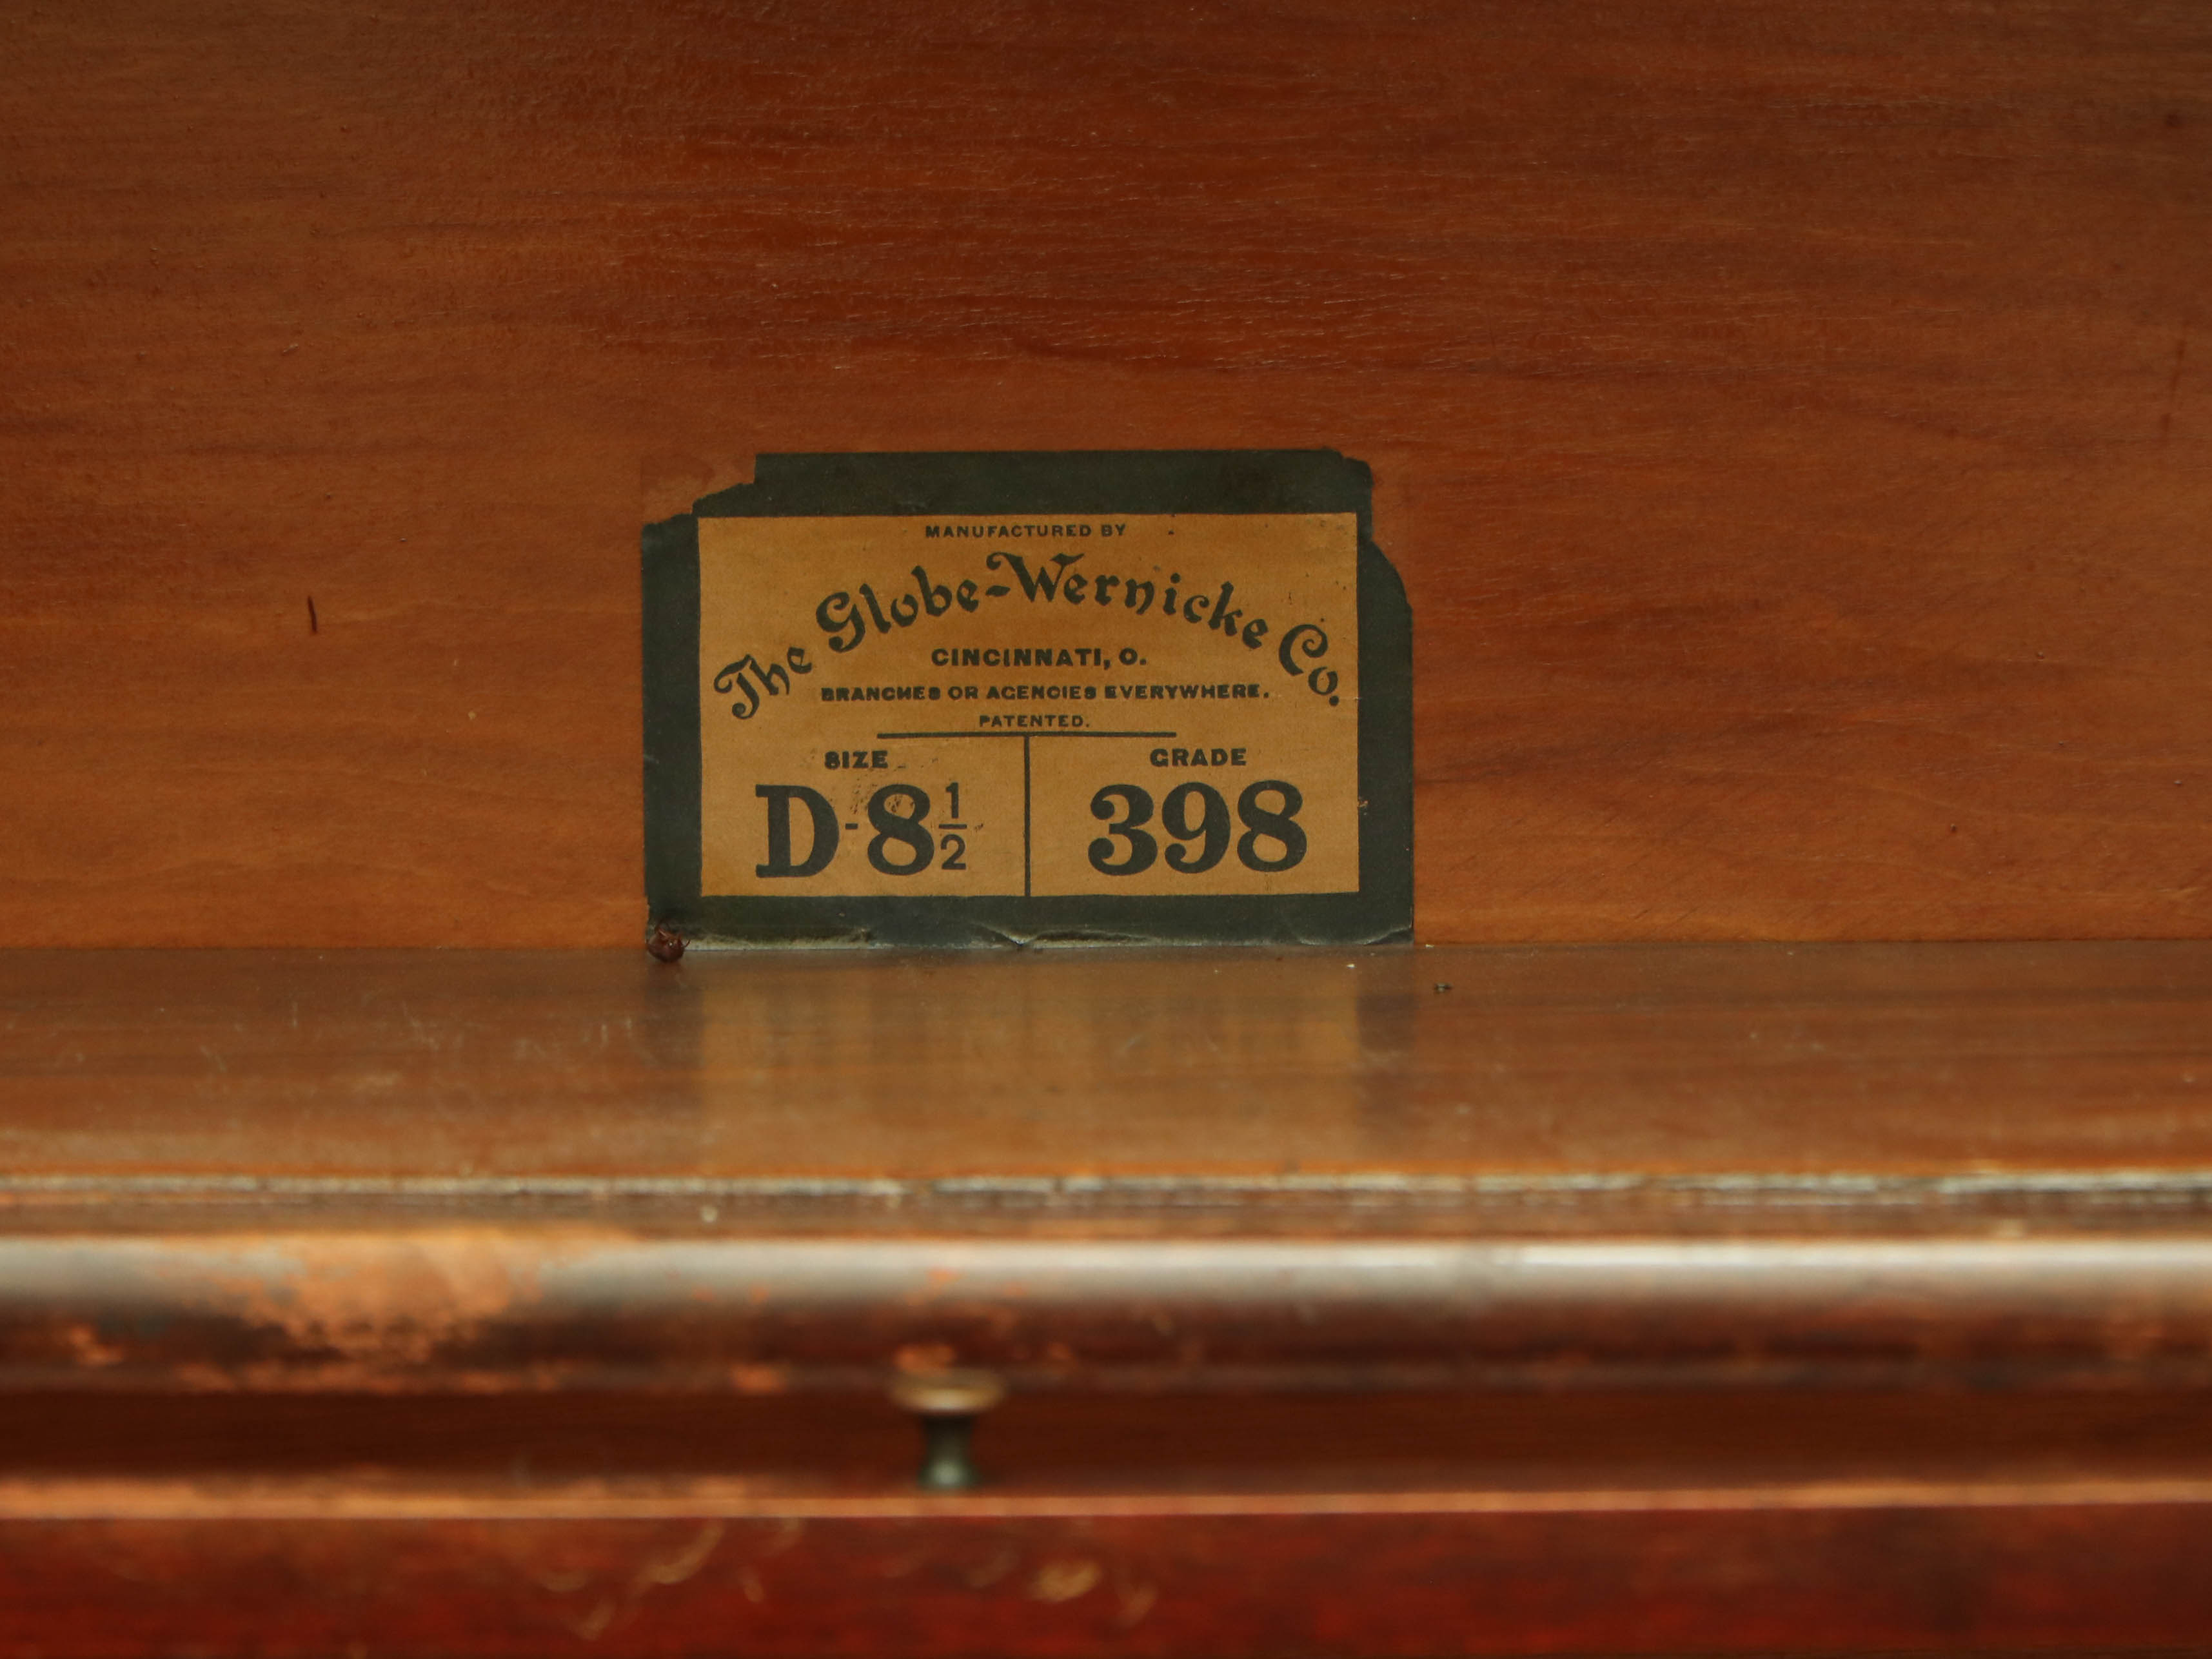 MANUFACTURED BY
The Globe-Wernicke Co.
CINCINNATI, O.
BRANCHES OR AGENCIES EVERYWHERE.
PATENTED.
SIZE GRADE
D-8½ 398